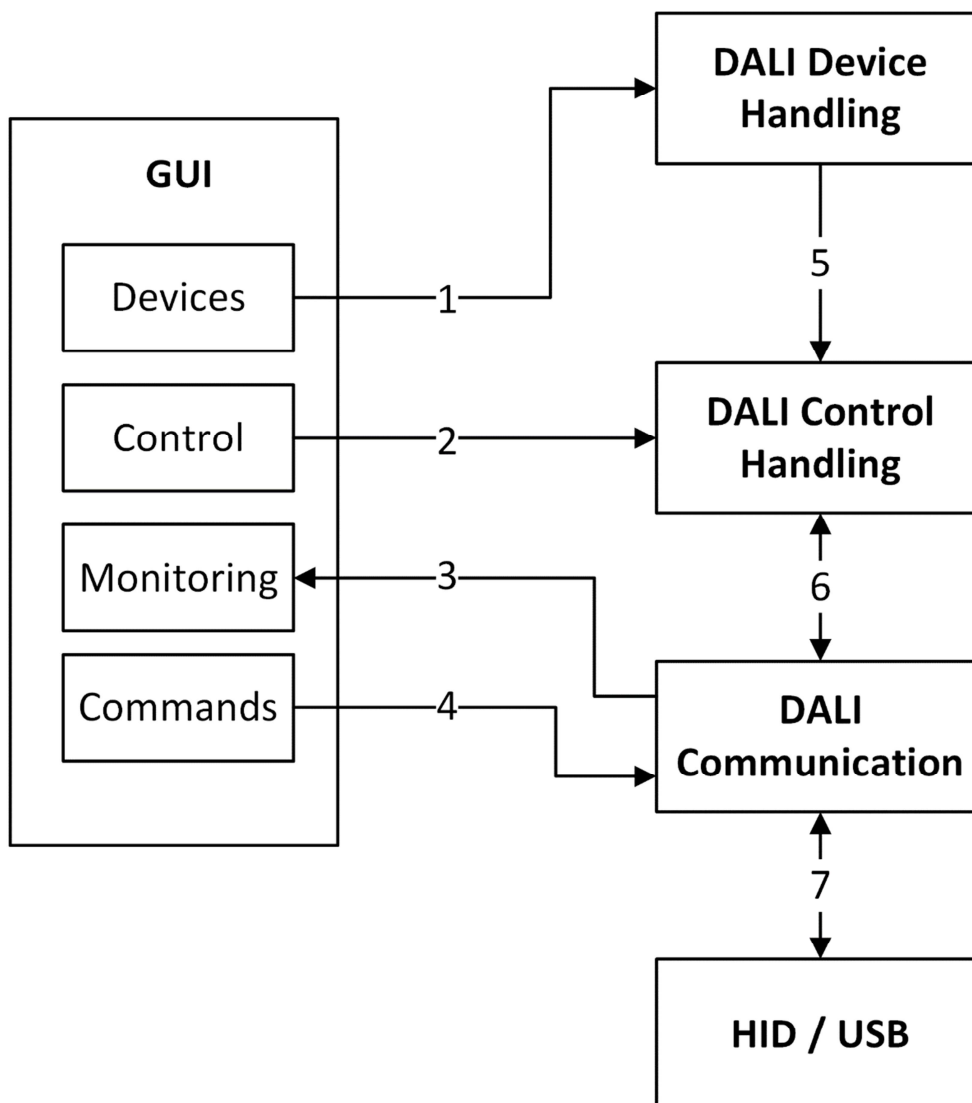 DALI Device
Handling
GUI
Devices
1
5
Control
2
DALI Control
Handling
Monitoring
3
6
Commands
4
DALI
Communication
7
HID / USB